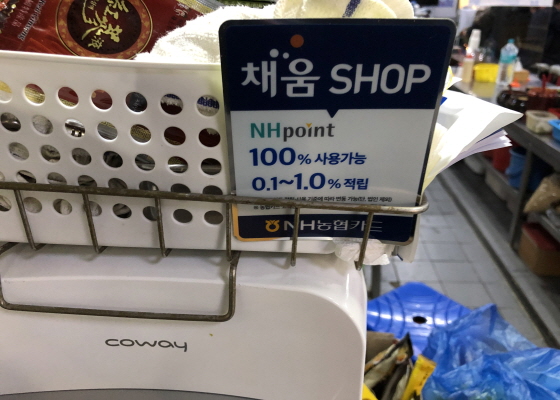 채움 SHOP
NHpoint
100% 사용가능
0.1~1.0% 적립
NH농협카드
coway